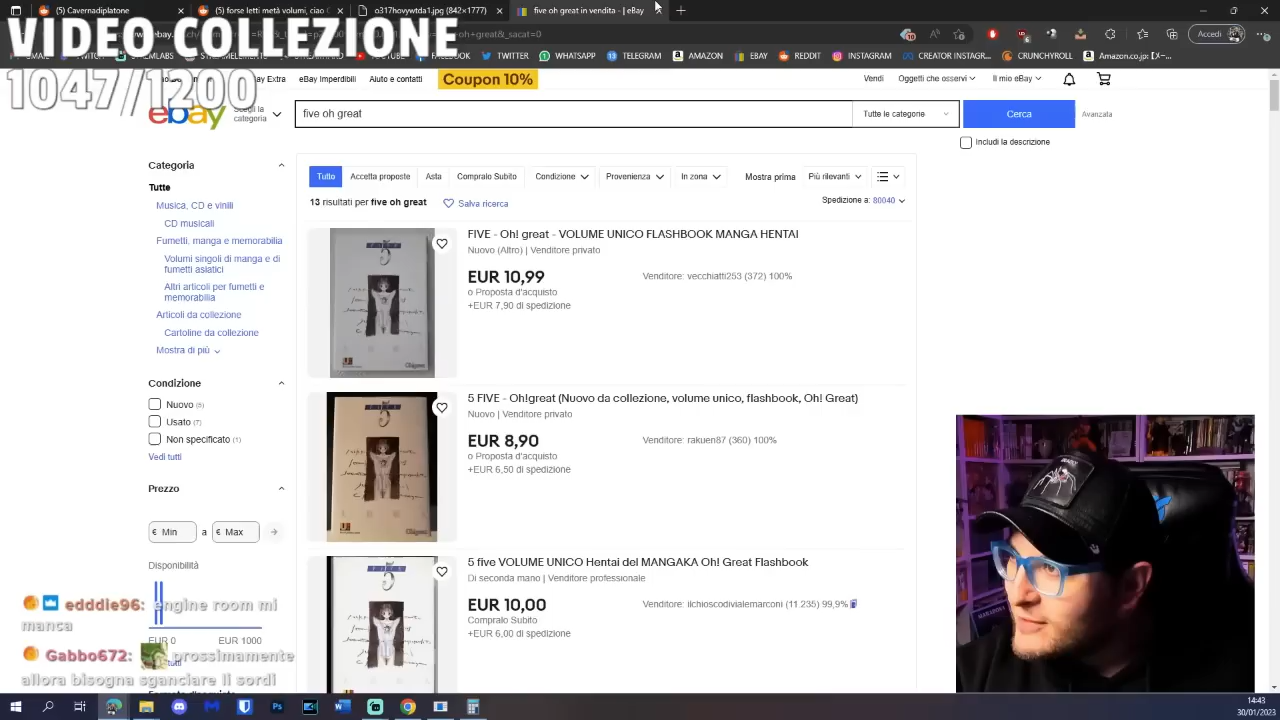 Cavernadiplatone
forse letti metà volumi, ciao C
o317hoywtda1.jpg (842×1777)
five oh great in vendita - | eBay
VIDEO COLLEZIONE
1047//1200
FACEBOOK
TWITTER
WHATSAPP
TELEGRAM
AMAZON
EBAY
REDDIT
INSTAGRAM
CREATOR INSTAGR...
CRUNCHYROLL
Amazon.co.jp: [X-...
Accedi
eBay Extra
eBay Imperdibili
Aiuto e contatti
Coupon 10%
Vendi
Oggetti che osservi
Il mio eBay
ebay
Scegli la
categoria
five oh great
Tutte le categorie
Cerca
Avanzata
Includi la descrizione
Categoria
Tutte
Musica, CD e vinili
CD musicali
Fumetti, manga e memorabilia
Volumi singoli di manga e di
fumetti asiatici
Altri articoli per fumetti e
memorabilia
Articoli da collezione
Cartoline da collezione
Mostra di più
Condizione
Nuovo (5)
Usato (7)
Non specificato (1)
Vedi tutti
Prezzo
€ Min
a
€ Max
Disponibilità
EUR 0
EUR 1000
Tutto
Accetta proposte
Asta
Compralo Subito
Condizione
Provenienza
In zona
Mostra prima
Più rilevanti
13 risultati per five oh great
Salva ricerca
Spedizione a: 80040
FIVE - Oh! great - VOLUME UNICO FLASHBOOK MANGA HENTAI
Nuovo (Altro) | Venditore privato
EUR 10,99
Venditore: vecchiatti253 (372) 100%
o Proposta d'acquisto
+EUR 7,90 di spedizione
5 FIVE - Oh!great (Nuovo da collezione, volume unico, flashbook, Oh! Great)
Nuovo | Venditore privato
EUR 8,90
Venditore: rakuen87 (360) 100%
o Proposta d'acquisto
+EUR 6,50 di spedizione
5 five VOLUME UNICO Hentai del MANGAKA Oh! Great Flashbook
Di seconda mano | Venditore professionale
EUR 10,00
Venditore: ilchioscodivialemarconi (11.235) 99,9%
Compralo Subito
+EUR 6,00 di spedizione
edddie96: engine room mi
manca
Gabbo672: prossimamente
allora bisogna sganciare li sordi
14:43
30/01/2023